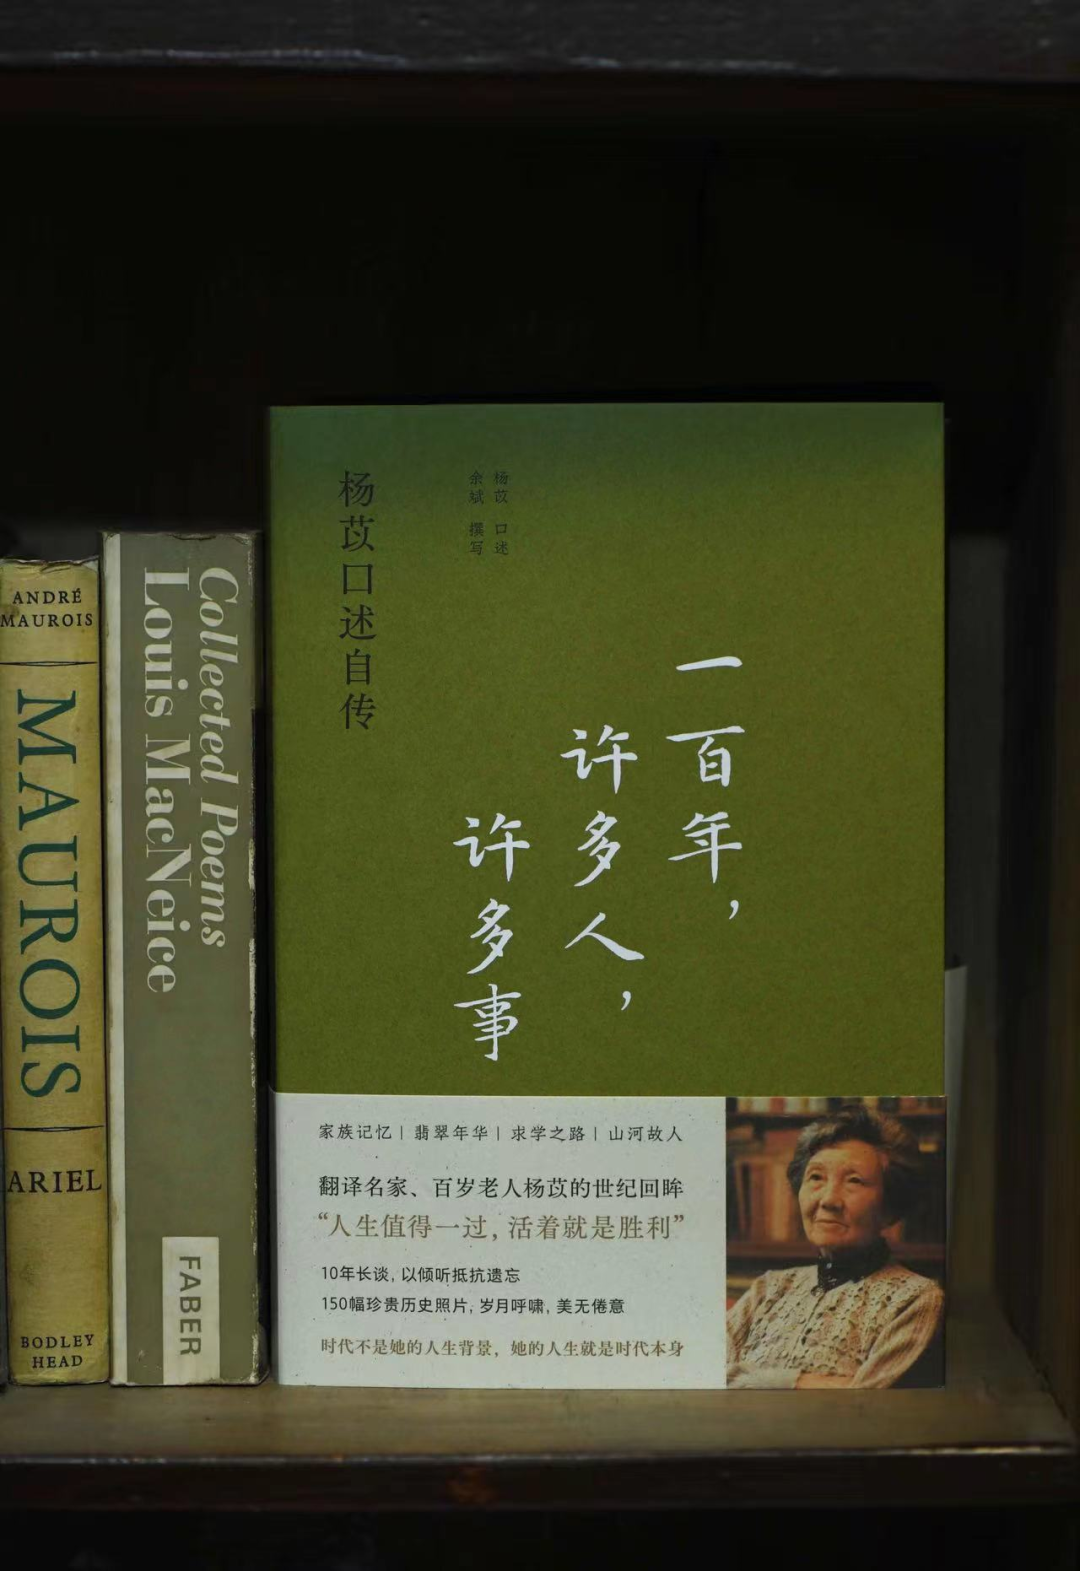 ANDRÉ
MAUROIS
MAUROIS
ARIEL
BODLEY
HEAD
Collected Poems
Louis MacNeice
FABER
杨苡口述自传
杨苡 口述
余斌 撰写
一百年，
许多人，
许多事
家族记忆|翡翠年华|求学之路|山河故人
翻译名家、百岁老人杨苡的世纪回眸
“人生值得一过，活着就是胜利”
10年长谈，以倾听抵抗遗忘
150幅珍贵历史照片，岁月呼啸，美无倦意
时代不是她的人生背景，她的人生就是时代本身